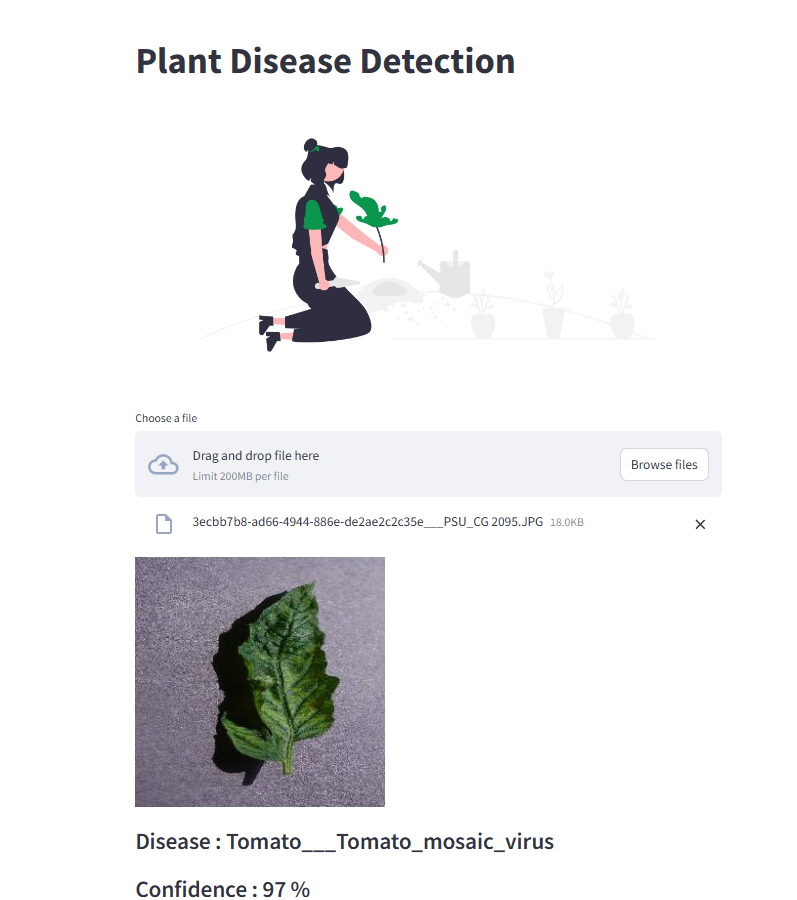 Plant Disease Detection
Choose a file
Drag and drop file here
Limit 200MB per file
Browse files
3ecbb7b8-ad66-4944-886e-de2ae2c2c35e___PSU_CG 2095.JPG 18.0KB
Disease : Tomato___Tomato_mosaic_virus
Confidence : 97 %